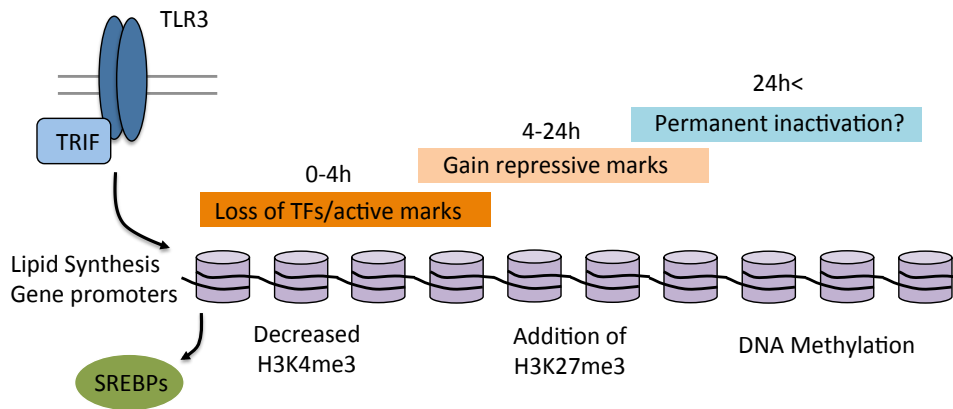 TLR3
TRIF
24h<
Permanent inactivation?
4-24h
Gain repressive marks
0-4h
Loss of TFs/active marks
Lipid Synthesis
Gene promoters
Decreased
H3K4me3
Addition of
H3K27me3
DNA Methylation
SREBPs